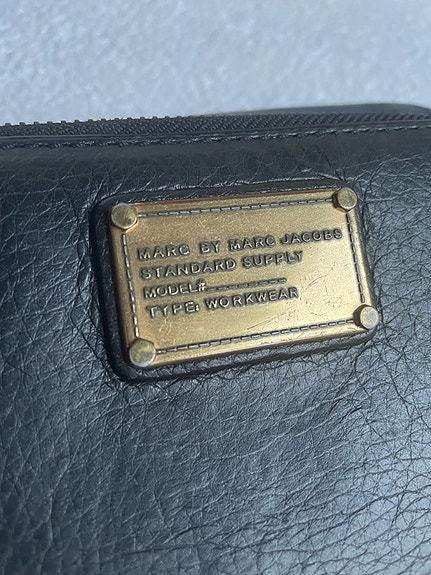 MARC BY MARC JACOBS
STANDARD SUPPLY
MODEL#
TYPE: WORKWEAR